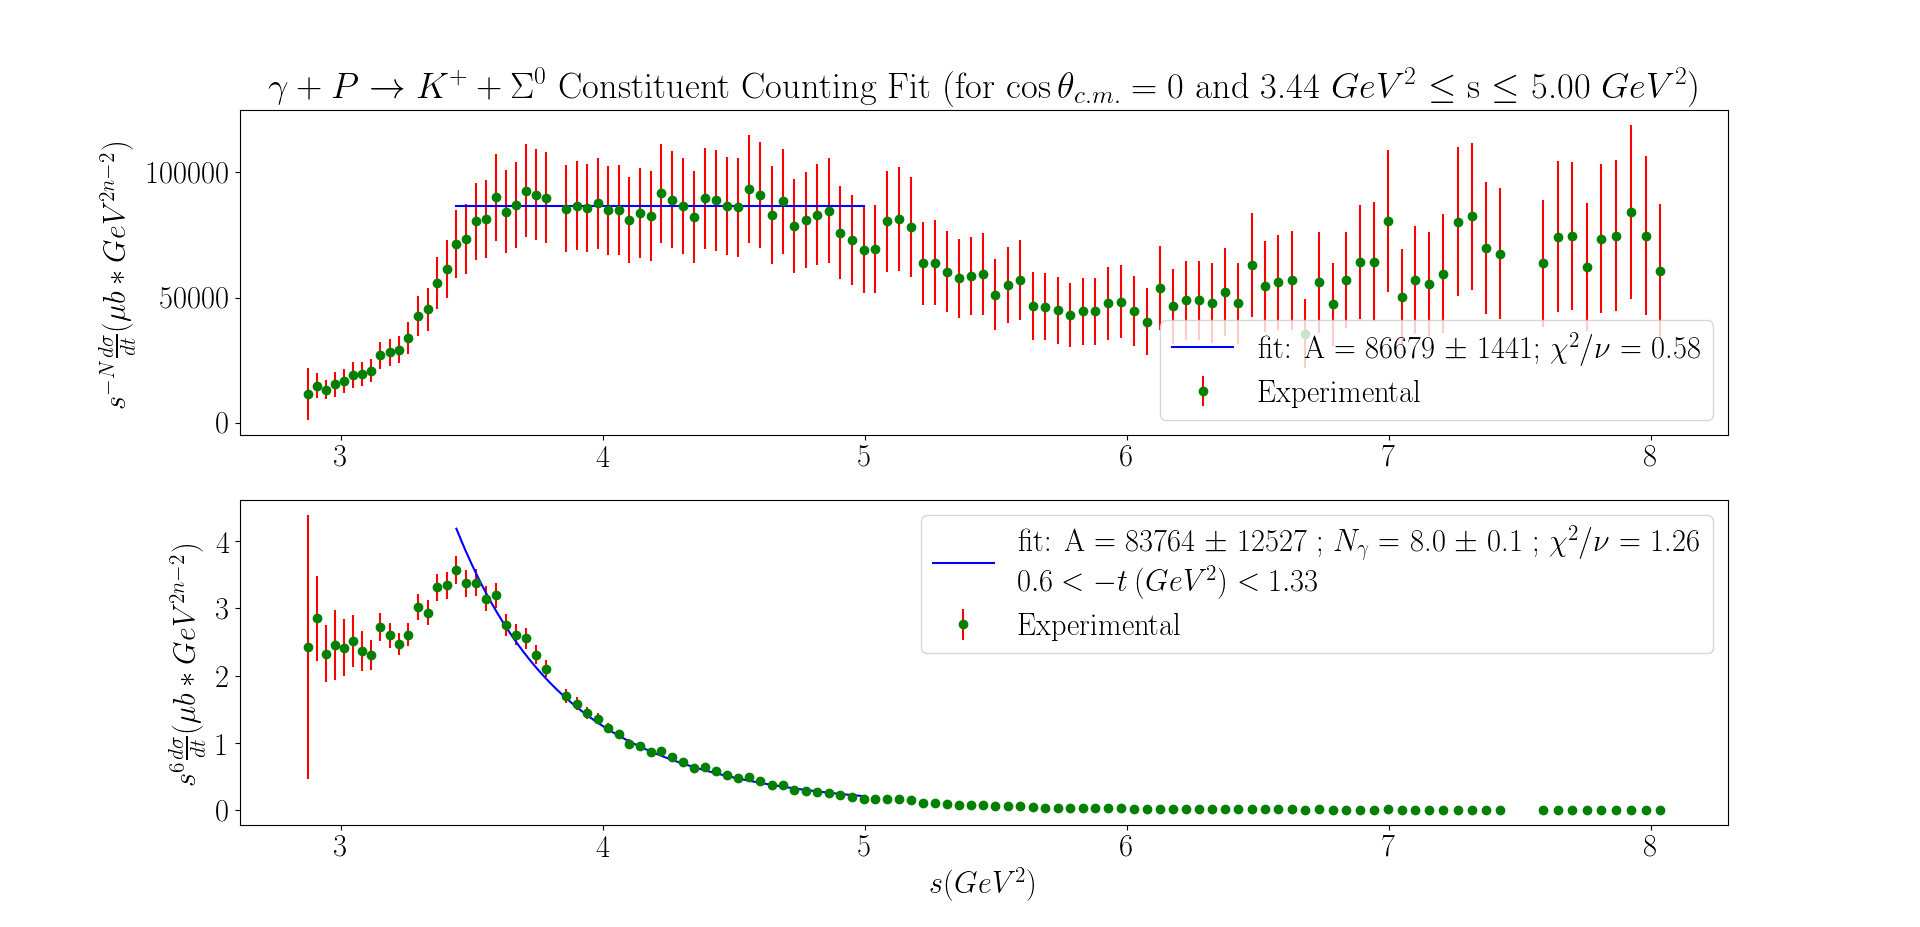 γ + P → K⁺ + Σ⁰ Constituent Counting Fit (for cos θ_{c.m.} = 0 and 3.44 GeV² ≤ s ≤ 5.00 GeV²)
s^{-N} dσ/dt (μb * GeV^{2n-2})
100000
50000
0
fit: A = 86679 ± 1441; χ²/ν = 0.58
Experimental
3 4 5 6 7 8
s⁶ dσ/dt (μb * GeV^{2n-2})
4
3
2
1
0
fit: A = 83764 ± 12527 ; N_γ = 8.0 ± 0.1 ; χ²/ν = 1.26
0.6 < −t (GeV²) < 1.33
Experimental
3 4 5 6 7 8
s(GeV²)